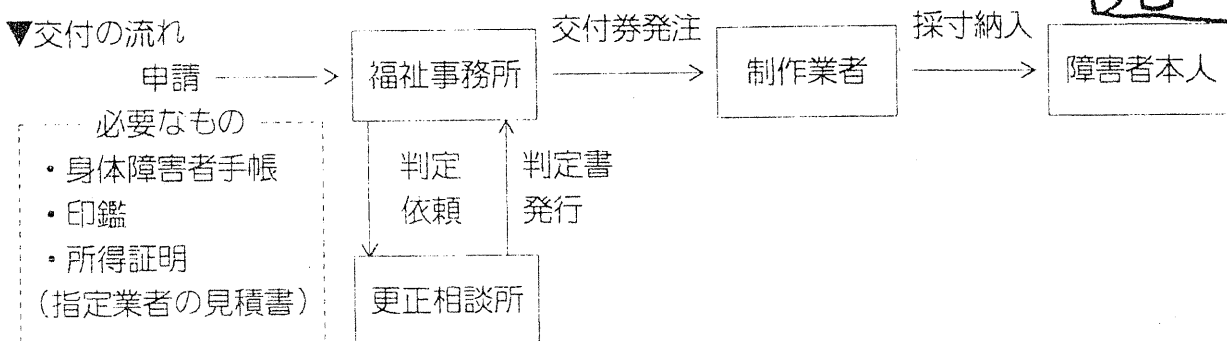 ▼交付の流れ
申請
福祉事務所
交付券発注
制作業者
採寸納入
障害者本人
必要なもの
・身体障害者手帳
・印鑑
・所得証明
(指定業者の見積書)
判定
依頼
判定書
発行
更正相談所